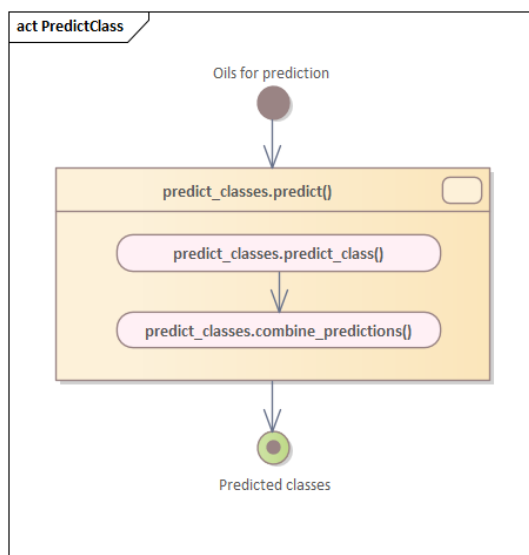 act PredictClass
Oils for prediction
predict_classes.predict()
predict_classes.predict_class()
predict_classes.combine_predictions()
Predicted classes